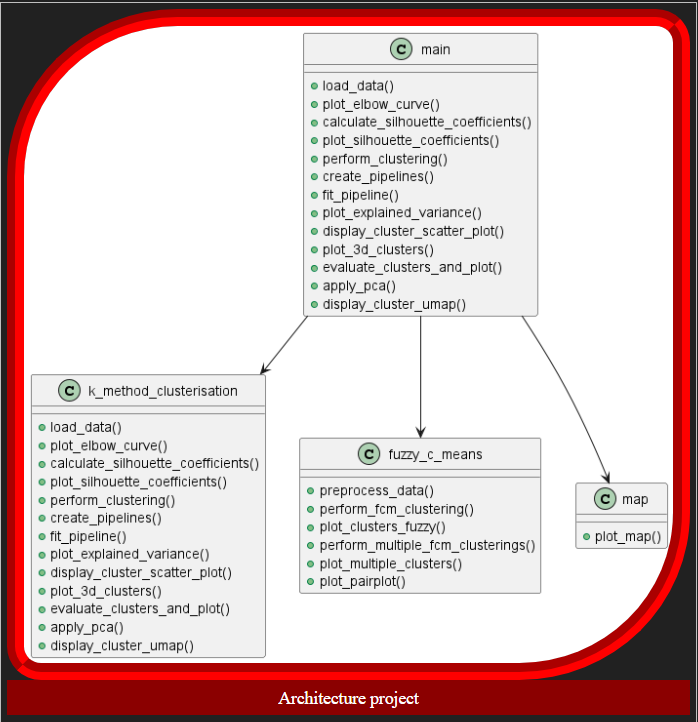 C main
load_data()
plot_elbow_curve()
calculate_silhouette_coefficients()
plot_silhouette_coefficients()
perform_clustering()
create_pipelines()
fit_pipeline()
plot_explained_variance()
display_cluster_scatter_plot()
plot_3d_clusters()
evaluate_clusters_and_plot()
apply_pca()
display_cluster_umap()
C k_method_clusterisation
load_data()
plot_elbow_curve()
calculate_silhouette_coefficients()
plot_silhouette_coefficients()
perform_clustering()
create_pipelines()
fit_pipeline()
plot_explained_variance()
display_cluster_scatter_plot()
plot_3d_clusters()
evaluate_clusters_and_plot()
apply_pca()
display_cluster_umap()
C fuzzy_c_means
preprocess_data()
perform_fcm_clustering()
plot_clusters_fuzzy()
perform_multiple_fcm_clusterings()
plot_multiple_clusters()
plot_pairplot()
C map
plot_map()
Architecture project